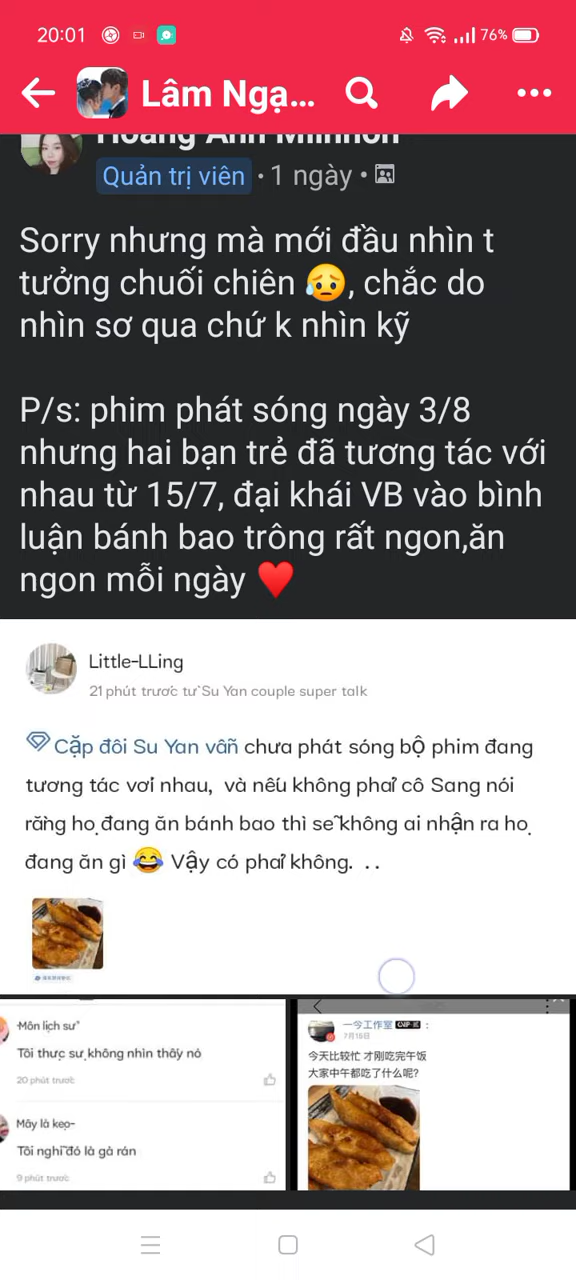 20:01
76%
Lâm Ngạ...
Hoàng Anh Minhon
Quản trị viên · 1 ngày ·
Sorry nhưng mà mới đầu nhìn t
tưởng chuối chiên 😥, chắc do
nhìn sơ qua chứ k nhìn kỹ
P/s: phim phát sóng ngày 3/8
nhưng hai bạn trẻ đã tương tác với
nhau từ 15/7, đại khái VB vào bình
luận bánh bao trông rất ngon,ăn
ngon mỗi ngày ♥️
Little-LLing
21 phút trước từ Su Yan couple super talk
Cặp đôi Su Yan vẫn chưa phát sóng bộ phim đang
tương tác với nhau, và nếu không phải cô Sang nói
rằng họ đang ăn bánh bao thì sẽ không ai nhận ra họ
đang ăn gì 😂 Vậy có phải không. . .
Môn lịch sử"
Tôi thực sự không nhìn thấy nó
20 phút trước
Mây là kẹo-
Tôi nghĩ đó là gà rán
9 phút trước
一今工作室 :
7月15日
今天比较忙 才刚吃完午饭
大家中午都吃了什么呢?